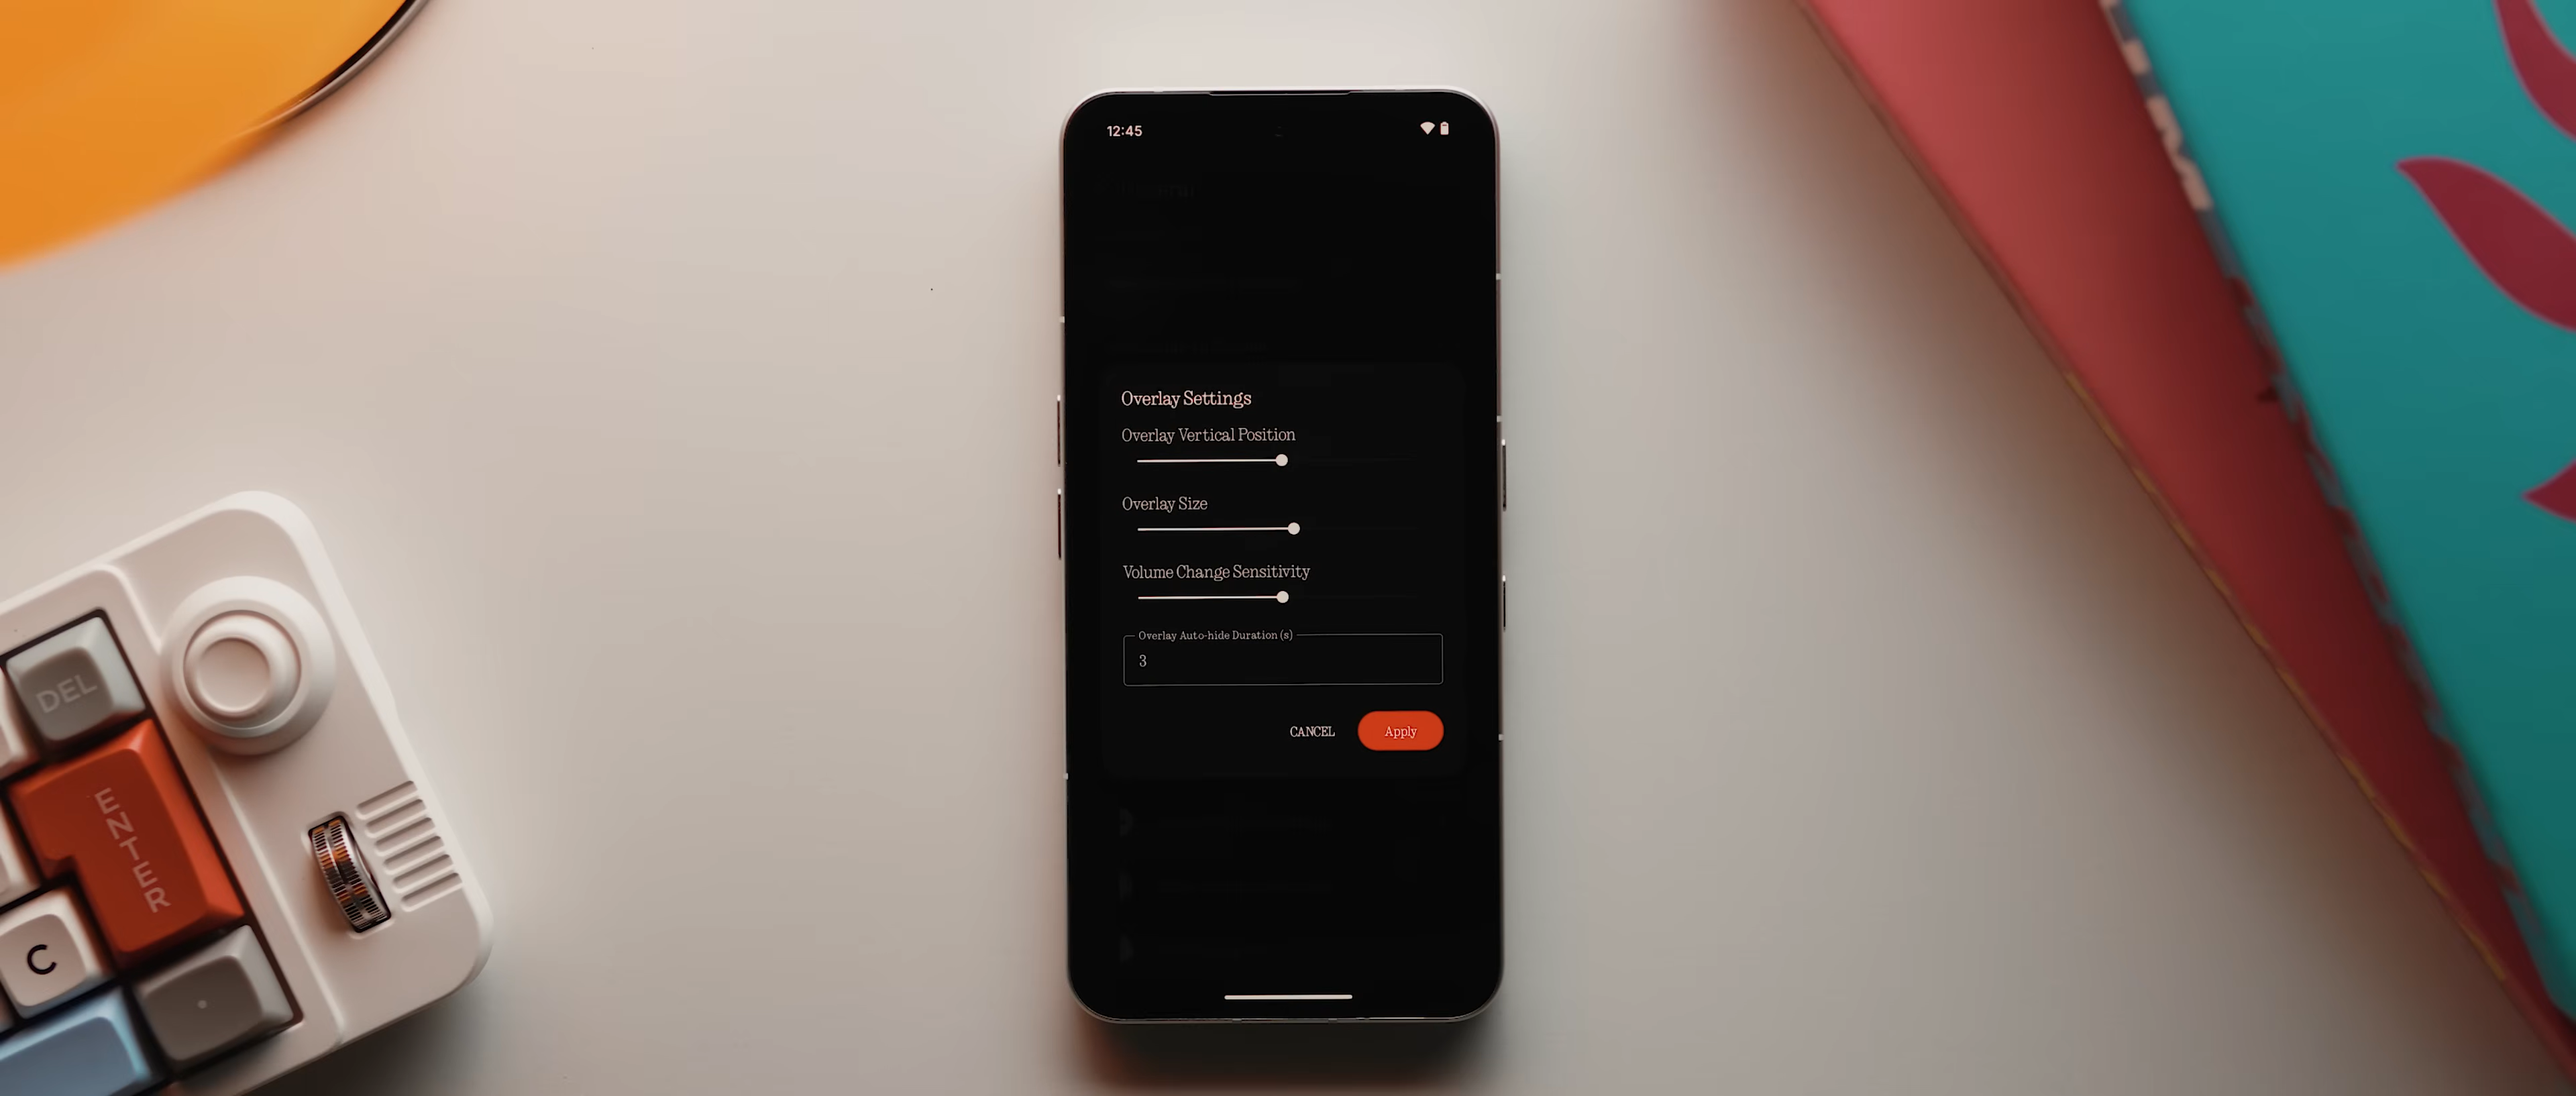 12:45
Overlay Settings
Overlay Vertical Position
Overlay Size
Volume Change Sensitivity
Overlay Auto-hide Duration (s)
3
CANCEL Apply
DEL
ENTER
C